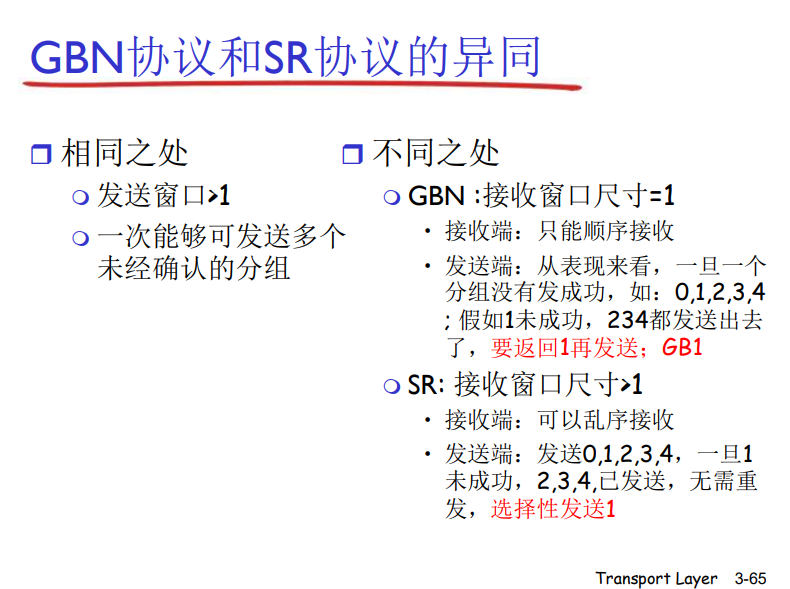 GBN协议和SR协议的异同
相同之处
发送窗口>1
一次能够可发送多个
未经确认的分组
不同之处
GBN :接收窗口尺寸=1
• 接收端：只能顺序接收
• 发送端：从表现来看，一旦一个
分组没有发成功，如：0,1,2,3,4
; 假如1未成功，234都发送出去
了，要返回1再发送；GB1
SR: 接收窗口尺寸>1
• 接收端：可以乱序接收
• 发送端：发送0,1,2,3,4，一旦1
未成功，2,3,4,已发送，无需重
发，选择性发送1
Transport Layer 3-65